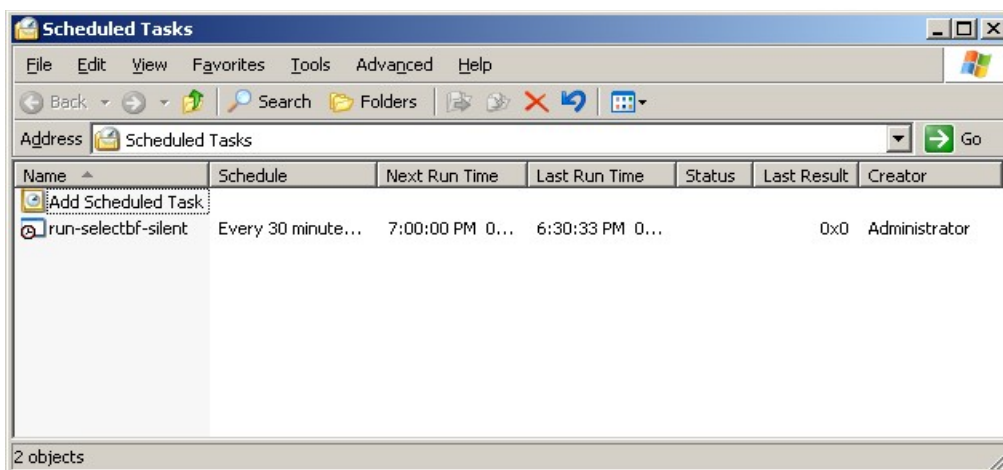 Scheduled Tasks
File Edit View Favorites Tools Advanced Help
Back Search Folders
Address Scheduled Tasks Go
Name Schedule Next Run Time Last Run Time Status Last Result Creator
Add Scheduled Task
run-selectbf-silent Every 30 minute... 7:00:00 PM 0... 6:30:33 PM 0... 0x0 Administrator
2 objects